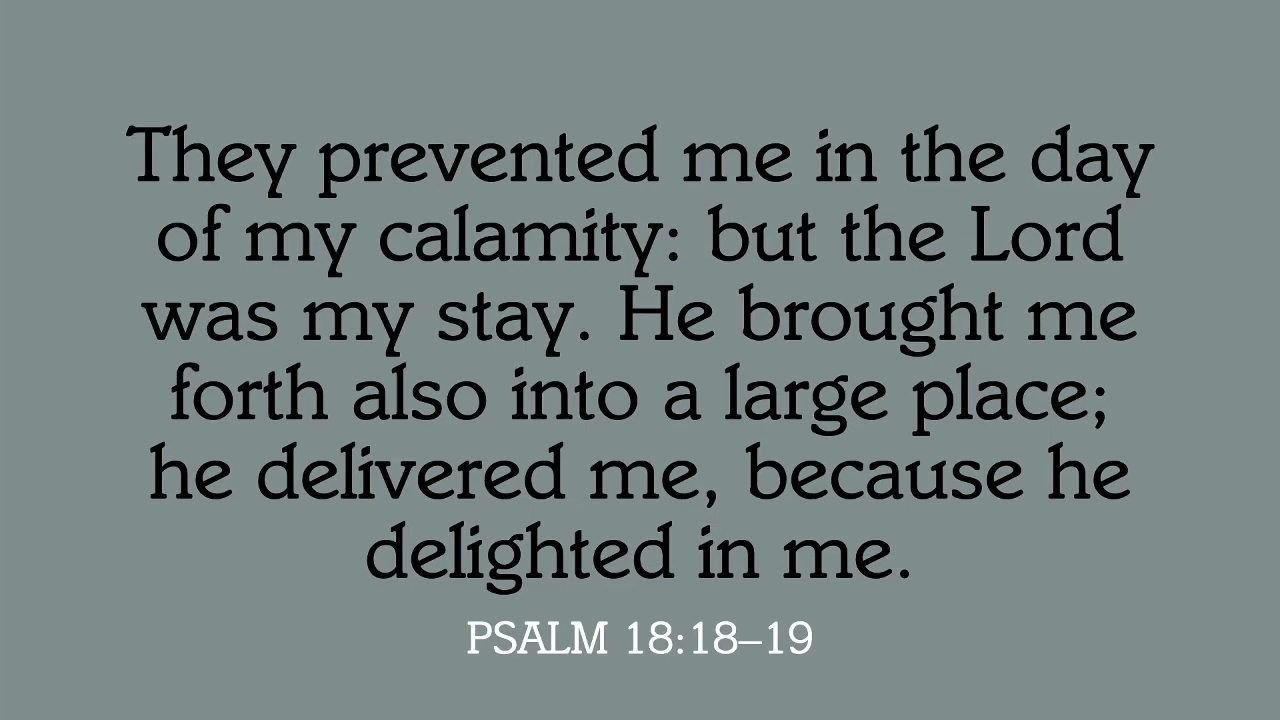 They prevented me in the day
of my calamity: but the Lord
was my stay. He brought me
forth also into a large place;
he delivered me, because he
delighted in me.
PSALM 18:18–19